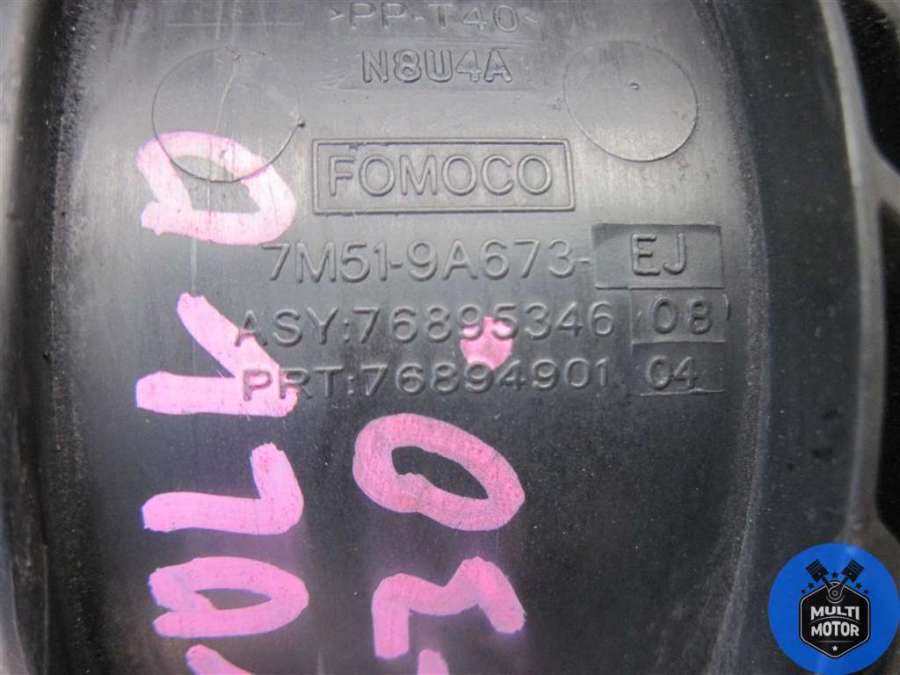 >PP-T40<
N8U4A
FOMOCO
7M51-9A673- EJ
ASY:76895346 08
PRT:76894901 04
MULTI
MOTOR